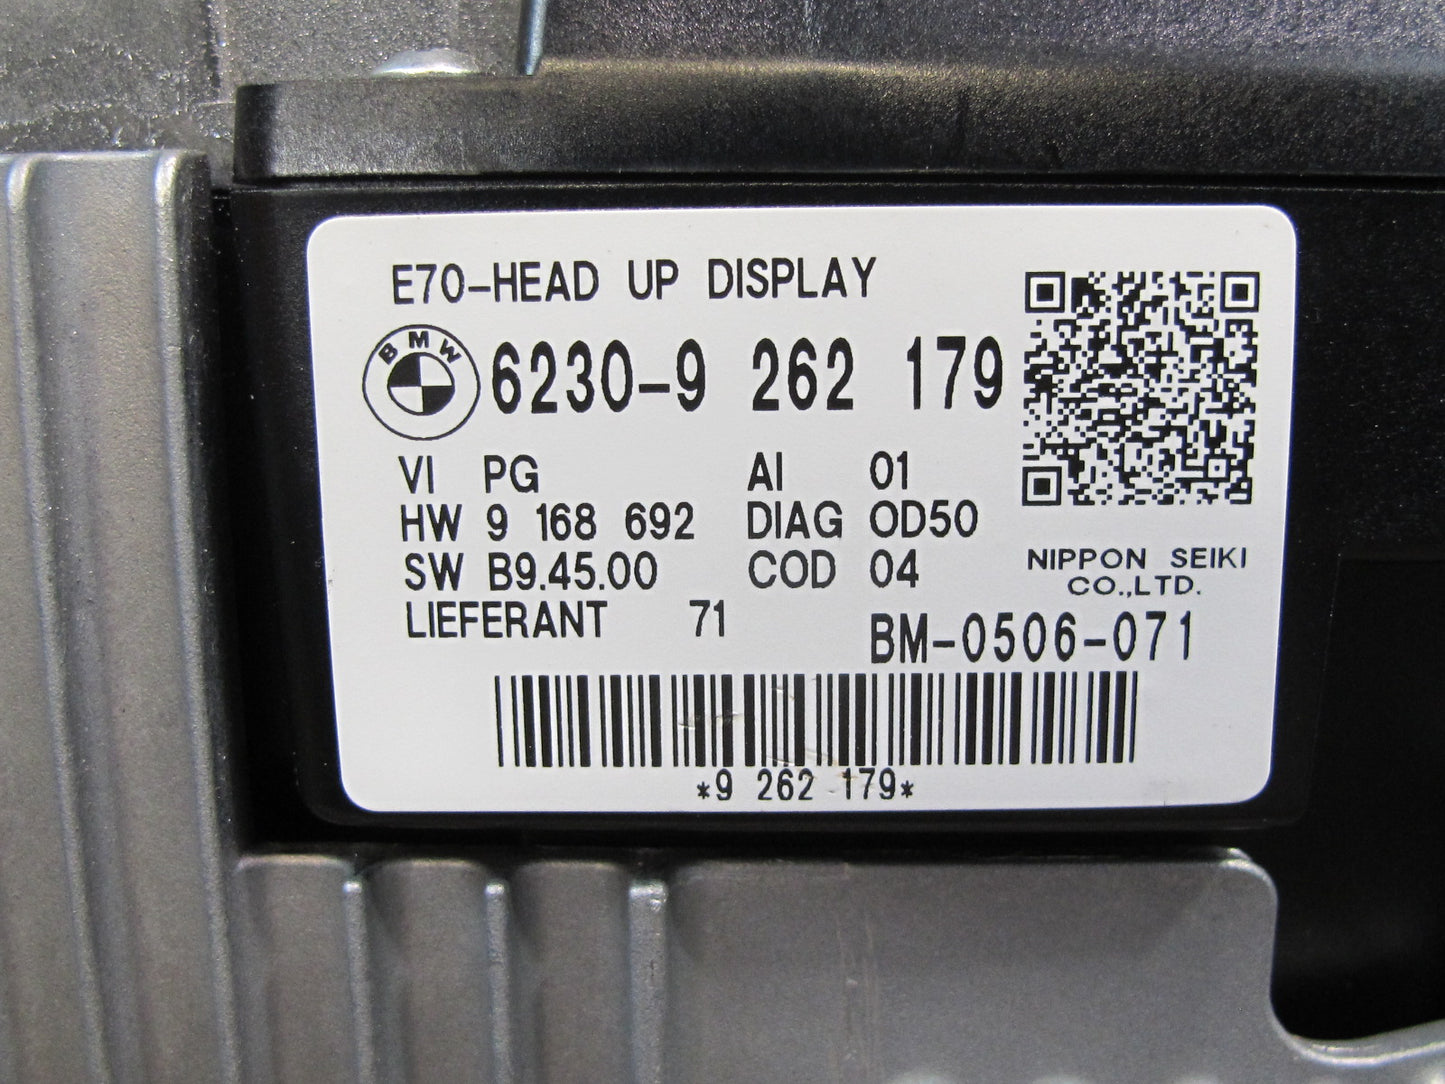 E70-HEAD UP DISPLAY
BMW 6230-9 262 179
VI PG AI 01
HW 9 168 692 DIAG 0D50
SW B9.45.00 COD 04
NIPPON SEIKI
CO.,LTD.
LIEFERANT 71
BM-0506-071
*9 262 179*